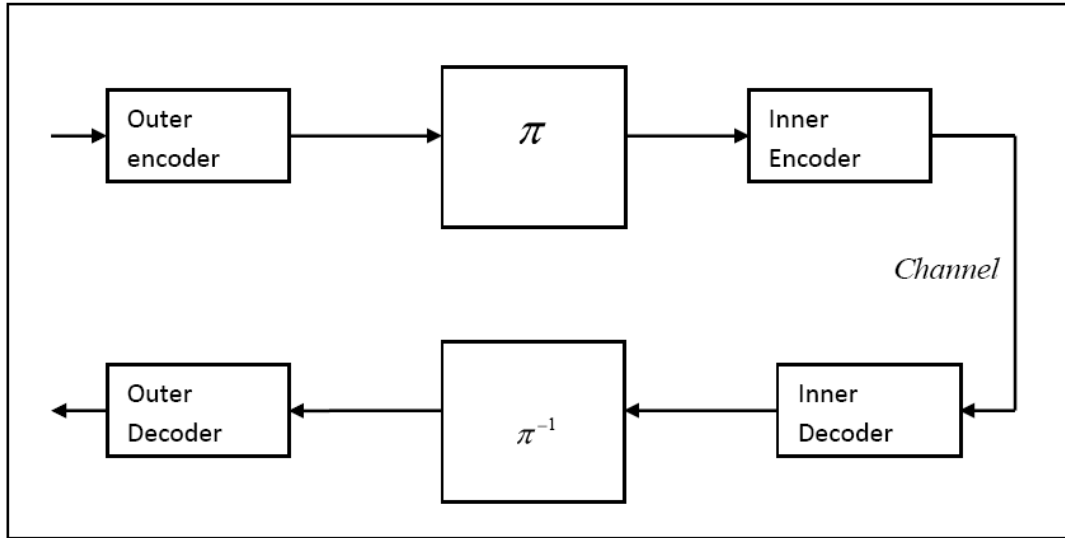 Outer
encoder
π
Inner
Encoder
Channel
Outer
Decoder
π⁻¹
Inner
Decoder